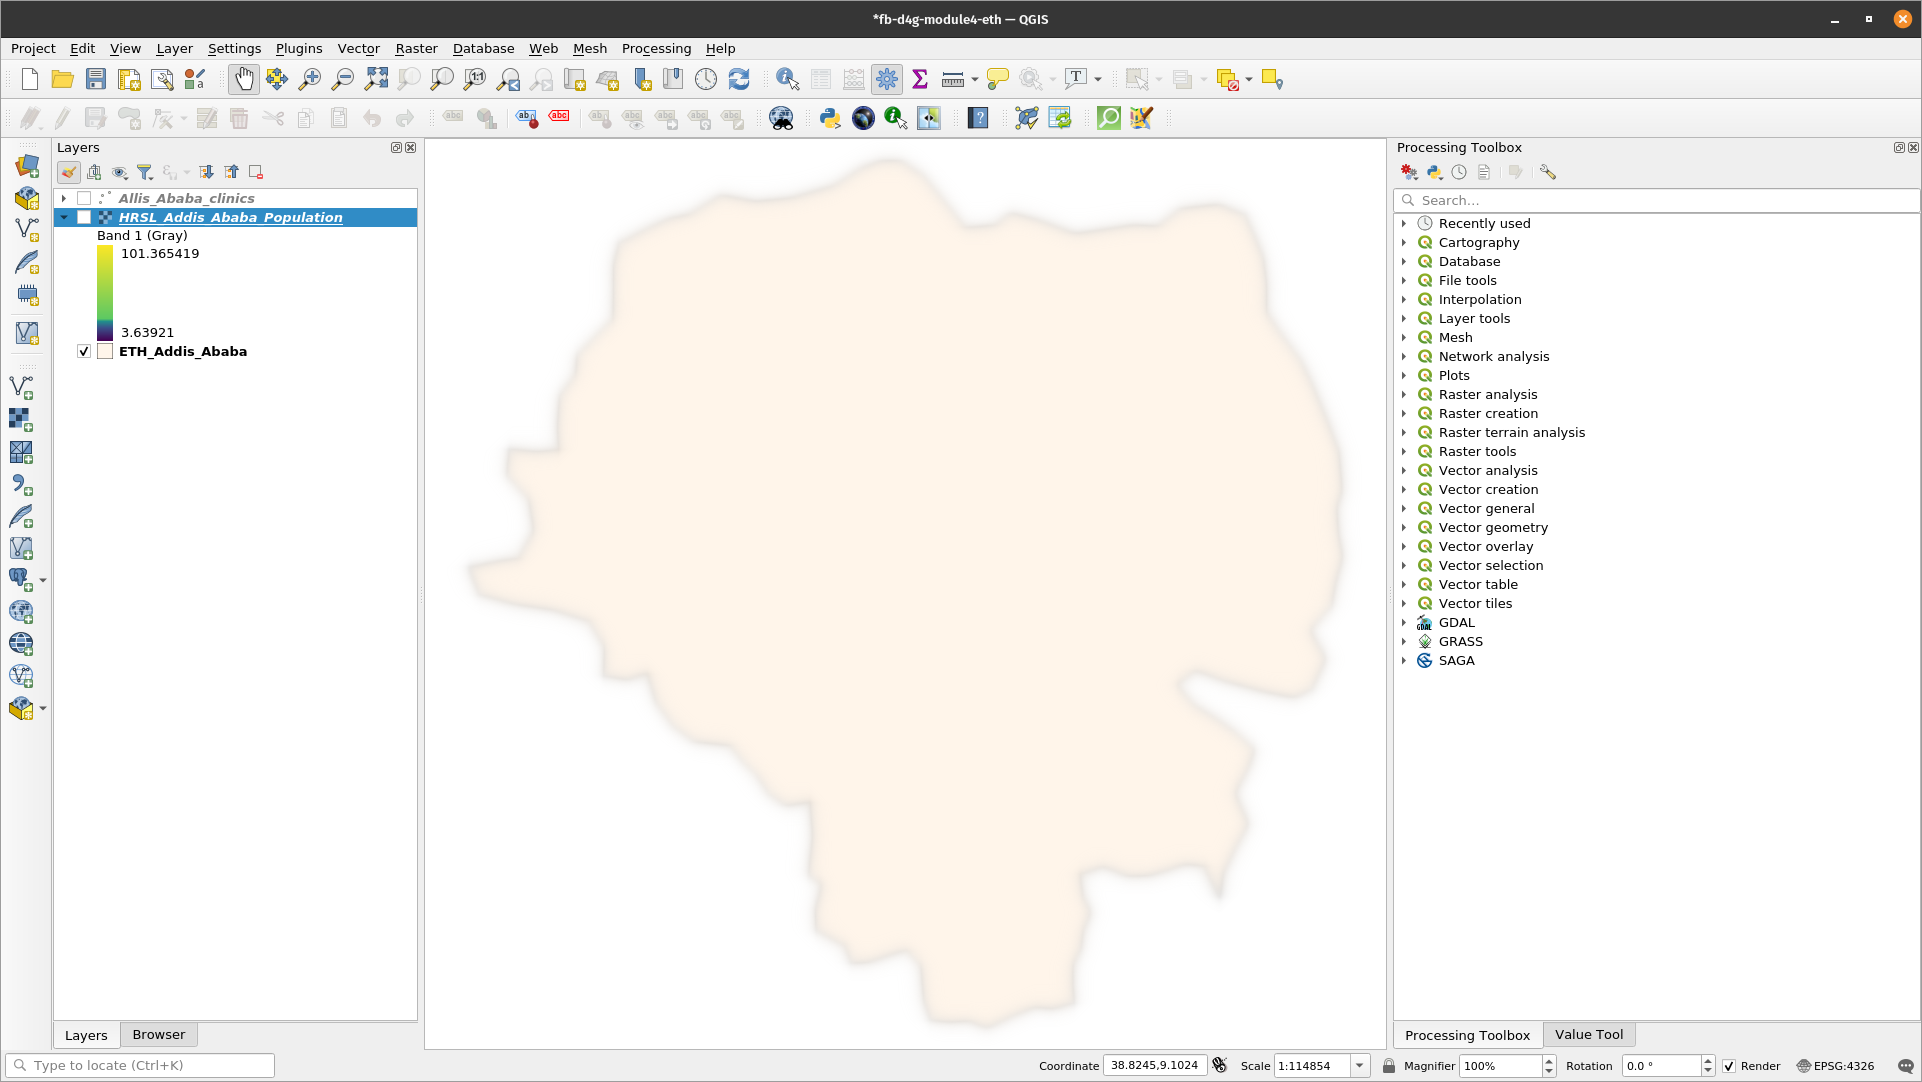 *fb-d4g-module4-eth — QGIS
Project Edit View Layer Settings Plugins Vector Raster Database Web Mesh Processing Help
Layers
Allis_Ababa_clinics
HRSL_Addis_Ababa_Population
Band 1 (Gray)
101.365419
3.63921
ETH_Addis_Ababa
Layers Browser
Processing Toolbox
Search...
Recently used
Cartography
Database
File tools
Interpolation
Layer tools
Mesh
Network analysis
Plots
Raster analysis
Raster creation
Raster terrain analysis
Raster tools
Vector analysis
Vector creation
Vector general
Vector geometry
Vector overlay
Vector selection
Vector table
Vector tiles
GDAL
GRASS
SAGA
Processing Toolbox Value Tool
Type to locate (Ctrl+K)
Coordinate 38.8245,9.1024 Scale 1:114854 Magnifier 100% Rotation 0.0 ° Render EPSG:4326